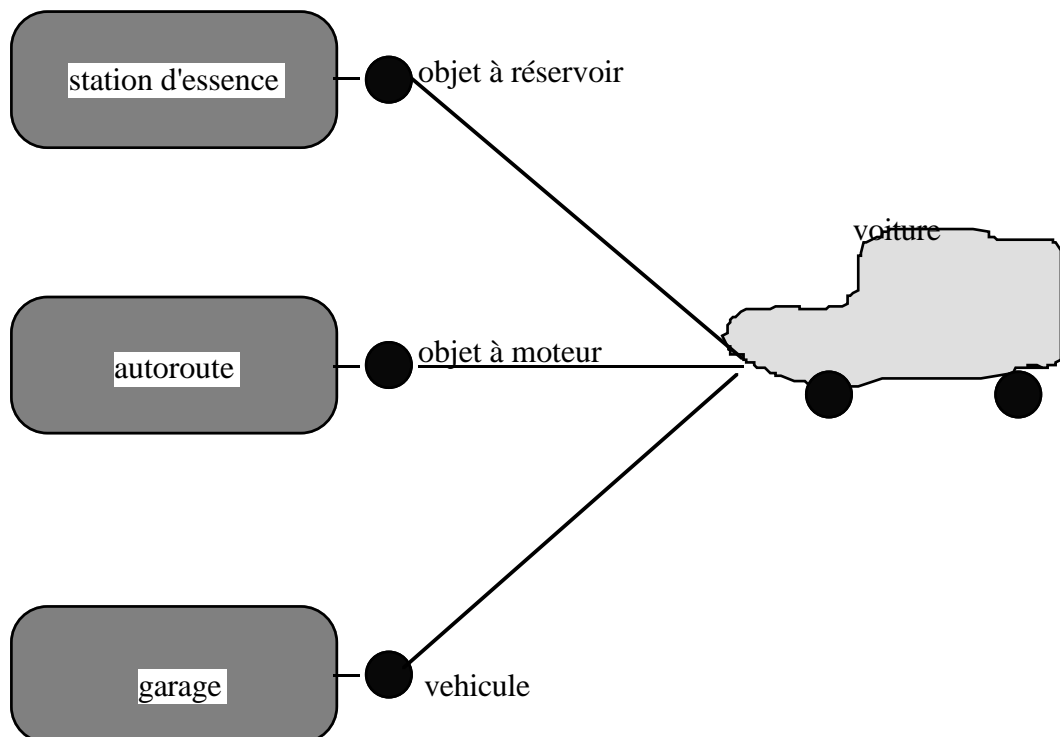 station d'essence
objet à réservoir
voiture
autoroute
objet à moteur
garage
vehicule